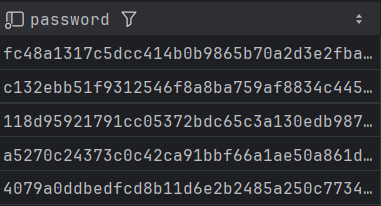 password
fc48a1317c5dcc414b0b9865b70a2d3e2fba…
c132ebb51f9312546f8a8ba759af8834c445…
118d95921791cc05372bdc65c3a130edb987…
a5270c24373c0c42ca91bbf66a1ae50a861d…
4079a0ddbedfcd8b11d6e2b2485a250c7734…